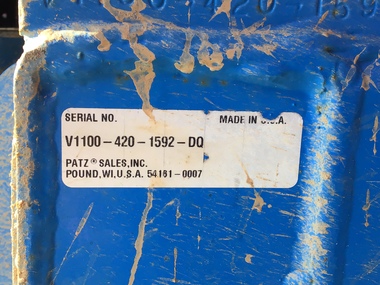 SERIAL NO. MADE IN U.S.A.
V1100-420-1592-DQ
PATZ® SALES, INC.
POUND, WI, U.S.A. 54161-0007